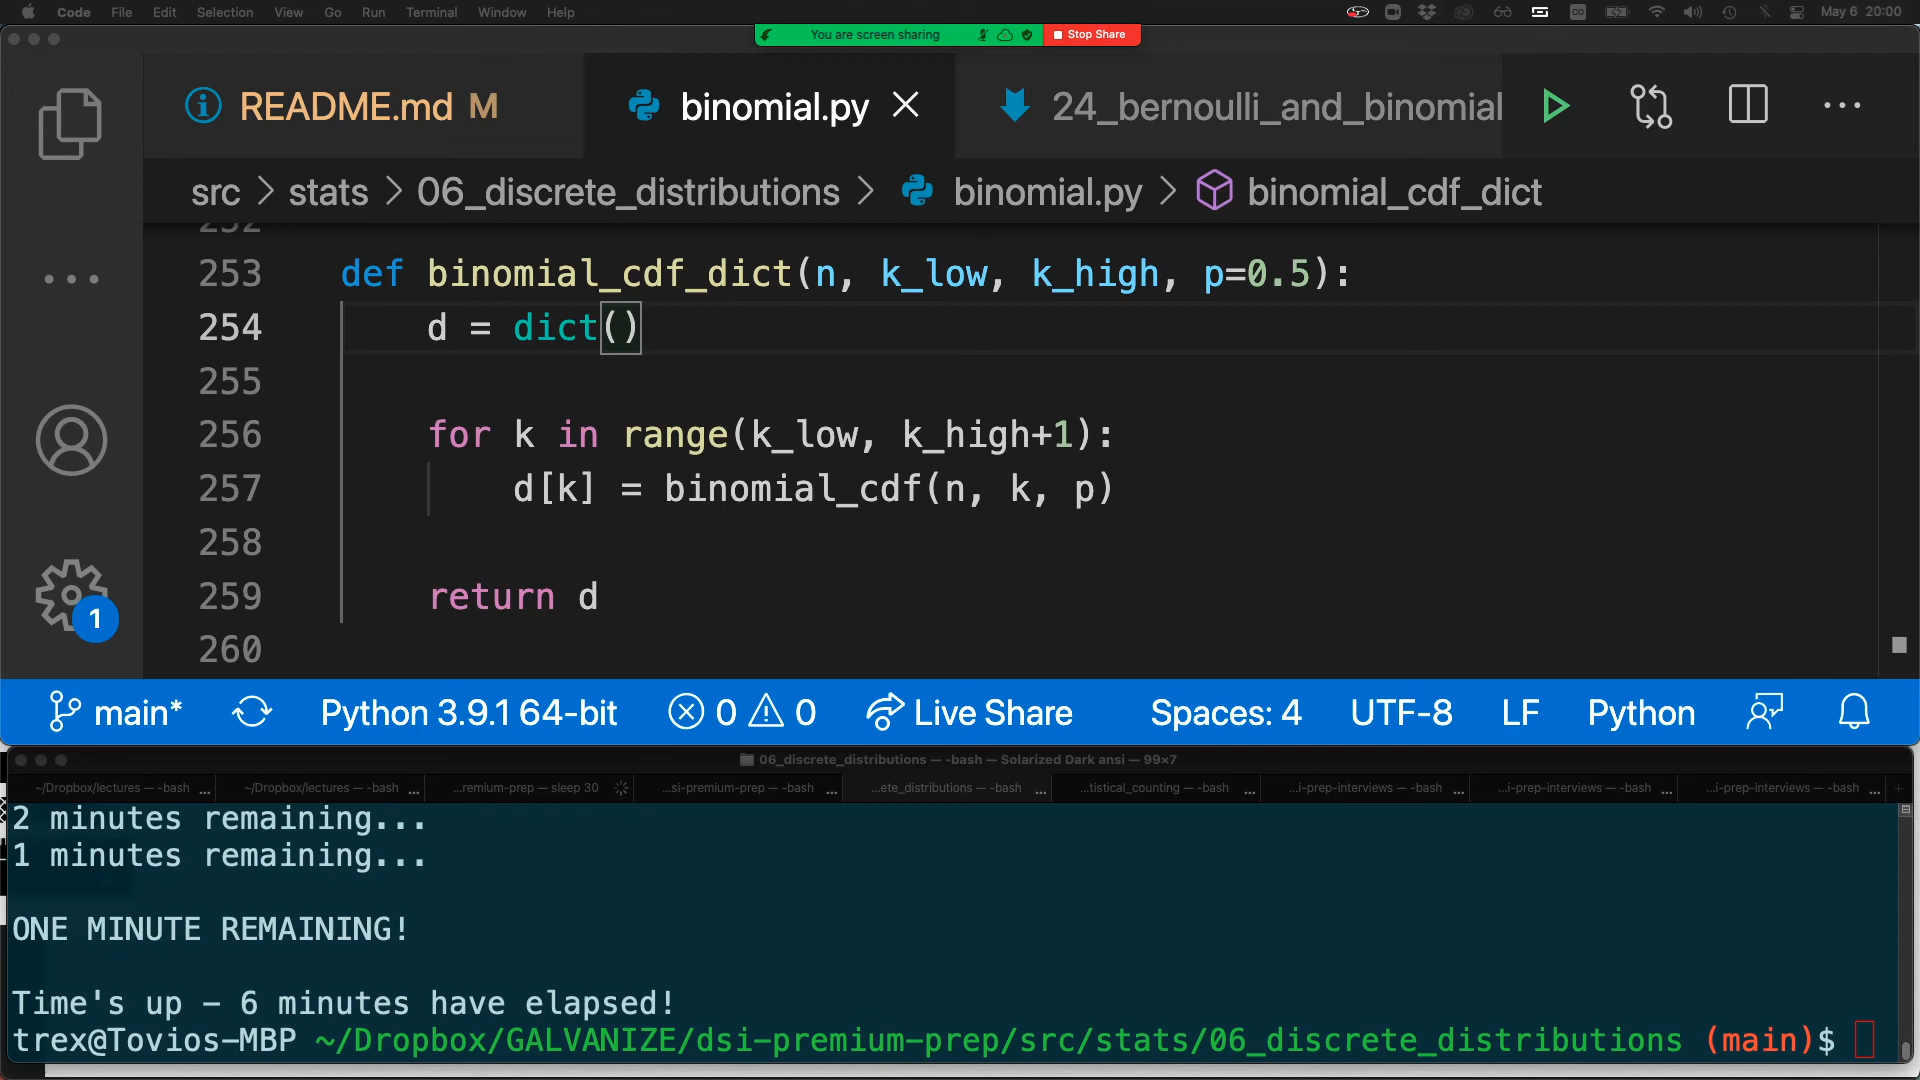 Code File Edit Selection View Go Run Terminal Window Help May 6 20:00
You are screen sharing Stop Share
README.md M binomial.py 24_bernoulli_and_binomial
src > stats > 06_discrete_distributions > binomial.py > binomial_cdf_dict
252
253 def binomial_cdf_dict(n, k_low, k_high, p=0.5):
254 d = dict()
255
256 for k in range(k_low, k_high+1):
257 d[k] = binomial_cdf(n, k, p)
258
259 return d
260
1
main* Python 3.9.1 64-bit 0 0 Live Share Spaces: 4 UTF-8 LF Python
06_discrete_distributions — -bash — Solarized Dark ansi — 99×7
~/Dropbox/lectures — -bash ... ~/Dropbox/lectures — -bash ... ...remium-prep — sleep 30 ...si-premium-prep — -bash ... ...ete_distributions — -bash ... ...tistical_counting — -bash ... ...i-prep-interviews — -bash ... ...i-prep-interviews — -bash ... ...i-prep-interviews — -bash ...
2 minutes remaining...
1 minutes remaining...
ONE MINUTE REMAINING!
Time's up - 6 minutes have elapsed!
trex@Tovios-MBP ~/Dropbox/GALVANIZE/dsi-premium-prep/src/stats/06_discrete_distributions (main)$